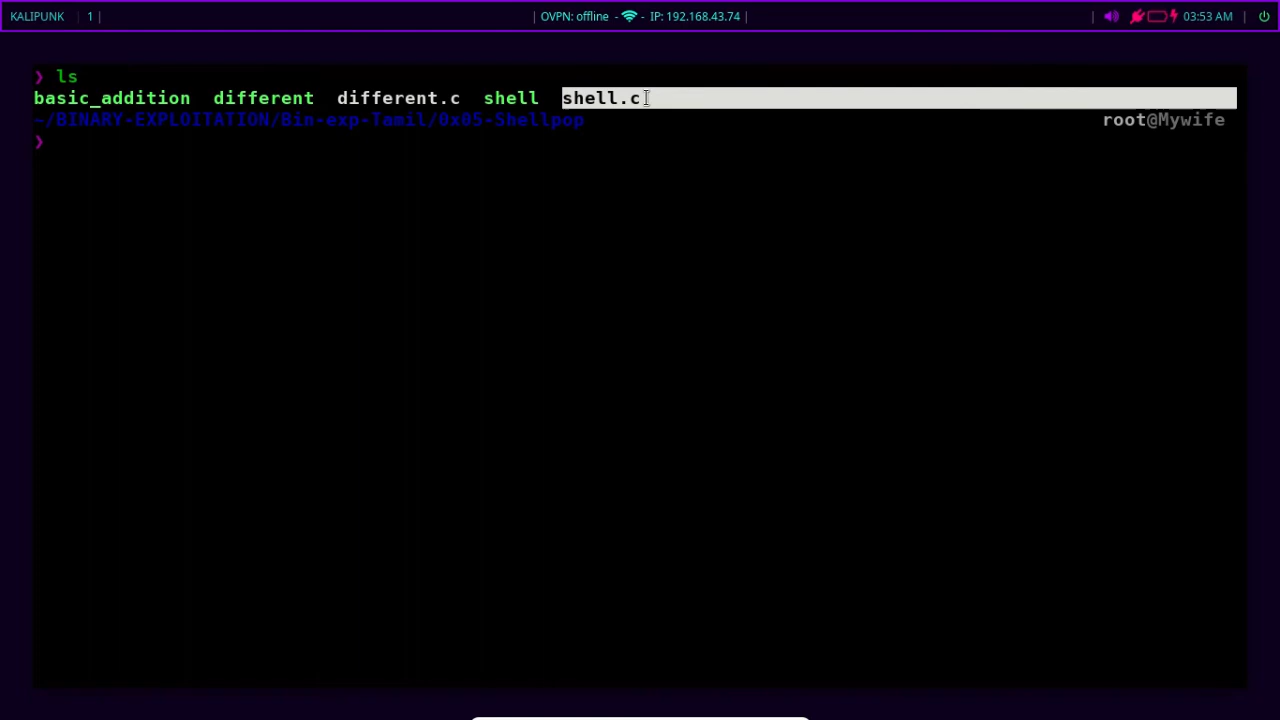 KALIPUNK | 1 | | OVPN: offline - - IP: 192.168.43.74 | | 03:53 AM |
❯ ls
basic_addition different different.c shell shell.c
~/BINARY-EXPLOITATION/Bin-exp-Tamil/0x05-Shellpop root@Mywife
❯